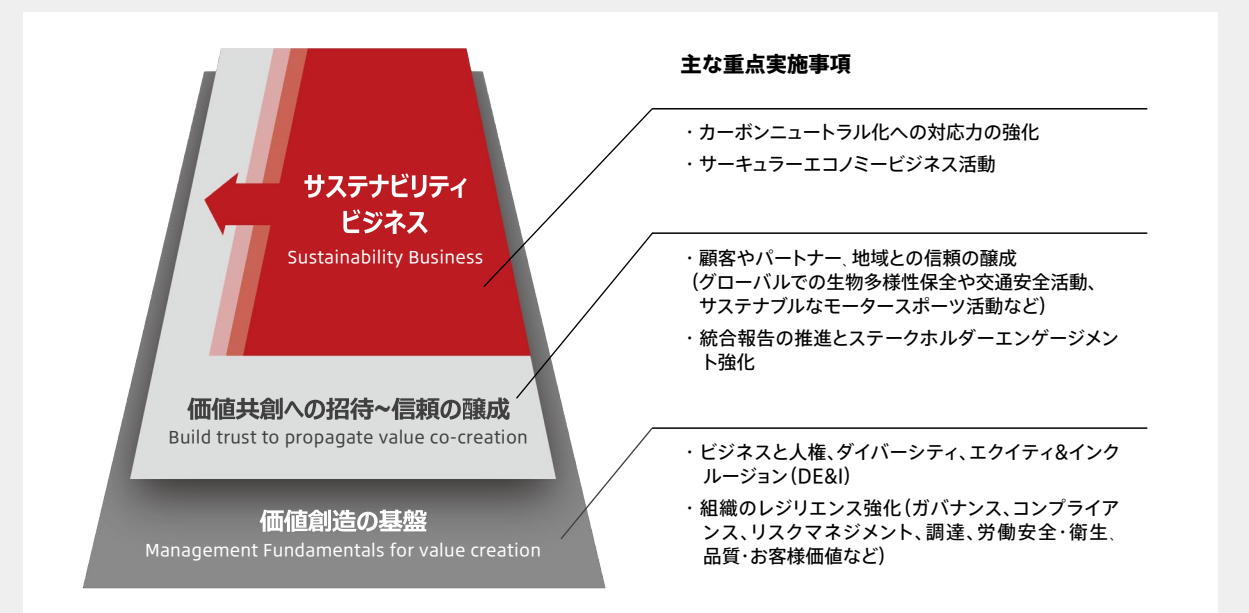 主な重点実施事項
サステナビリティ
ビジネス
Sustainability Business
・カーボンニュートラル化への対応力の強化
・サーキュラーエコノミービジネス活動
価値共創への招待~信頼の醸成
Build trust to propagate value co-creation
・顧客やパートナー、地域との信頼の醸成
(グローバルでの生物多様性保全や交通安全活動、
サステナブルなモータースポーツ活動など)
・統合報告の推進とステークホルダーエンゲージメン
ト強化
価値創造の基盤
Management Fundamentals for value creation
・ビジネスと人権、ダイバーシティ、エクイティ&インク
ルージョン(DE&I)
・組織のレジリエンス強化(ガバナンス、コンプライア
ンス、リスクマネジメント、調達、労働安全・衛生、
品質・お客様価値など)